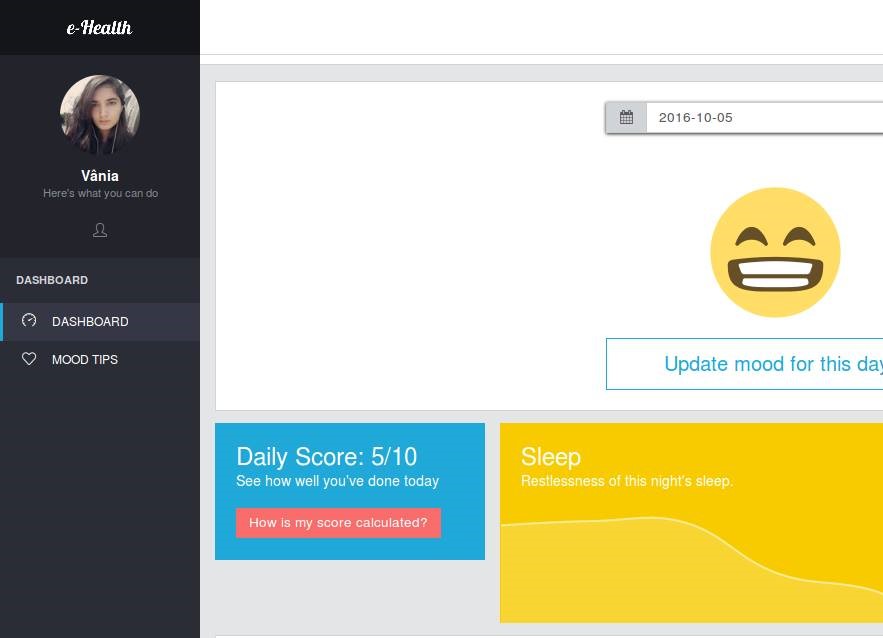 e-Health
2016-10-05
Vânia
Here's what you can do
DASHBOARD
DASHBOARD
MOOD TIPS
Update mood for this day
Daily Score: 5/10
See how well you've done today
How is my score calculated?
Sleep
Restlessness of this night's sleep.